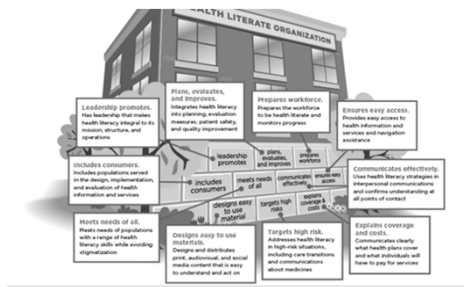 HEALTH LITERATE ORGANIZATION
Plans, evaluates,
and improves.
Integrates health literacy
into planning, evaluation
measures, patient safety,
and quality improvement
Leadership promotes.
Has leadership that makes
health literacy integral to its
mission, structure, and
operations
Prepares workforce.
Prepares the workforce
to be health literate and
monitors progress
Ensures easy access.
Provides easy access to
health information and
services and navigation
assistance
Includes consumers.
Includes populations served
in the design, implementation,
and evaluation of health
information and services
leadership
promotes
plans,
evaluates,
and improves
prepares
workforce
includes
consumers
meets needs
of all
communicates
effectively
ensures easy
access
designs easy
to use
material
targets high
risks
explains
coverage
& costs
Communicates effectively.
Uses health literacy strategies in
interpersonal communications
and confirms understanding at
all points of contact
Meets needs of all.
Meets needs of populations
with a range of health
literacy skills while avoiding
stigmatization
Designs easy to use
materials.
Designs and distributes
print, audiovisual, and social
media content that is easy
to understand and act on
Targets high risk.
Addresses health literacy
in high-risk situations,
including care transitions
and communications
about medicines
Explains coverage
and costs.
Communicates clearly
what health plans cover
and what individuals will
have to pay for services